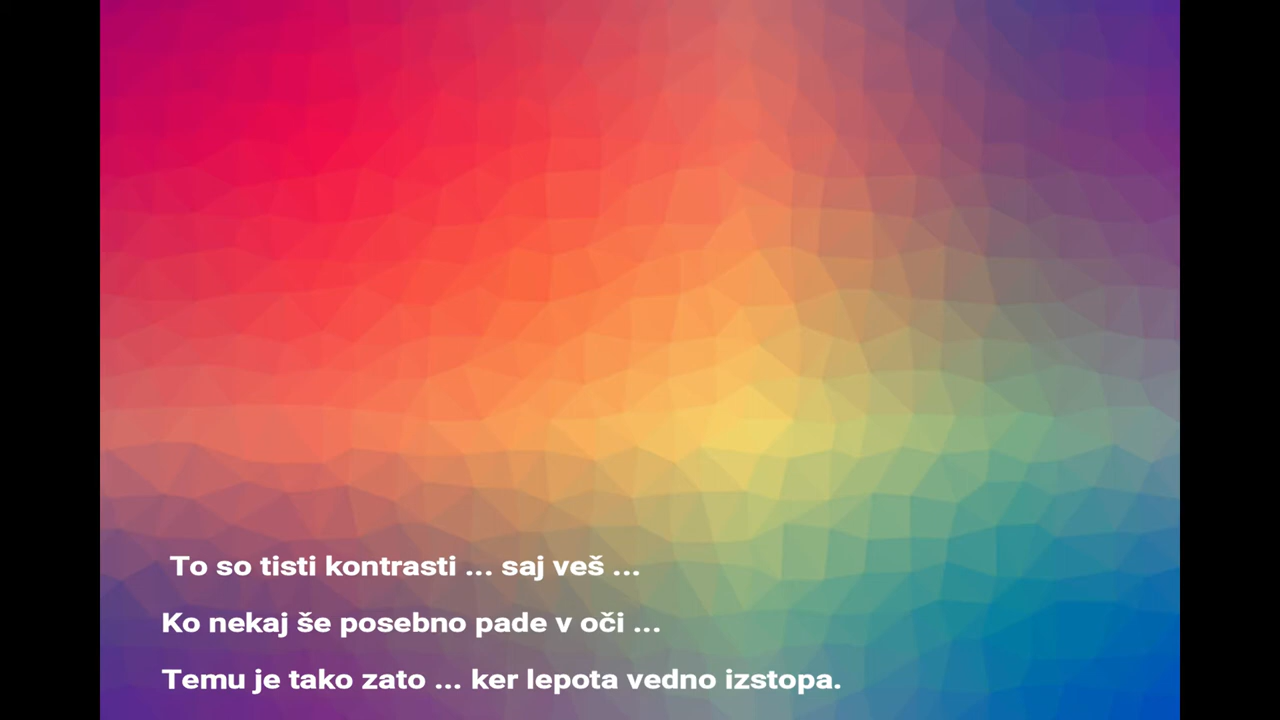 To so tisti kontrasti ... saj veš ...
Ko nekaj še posebno pade v oči ...
Temu je tako zato ... ker lepota vedno izstopa.